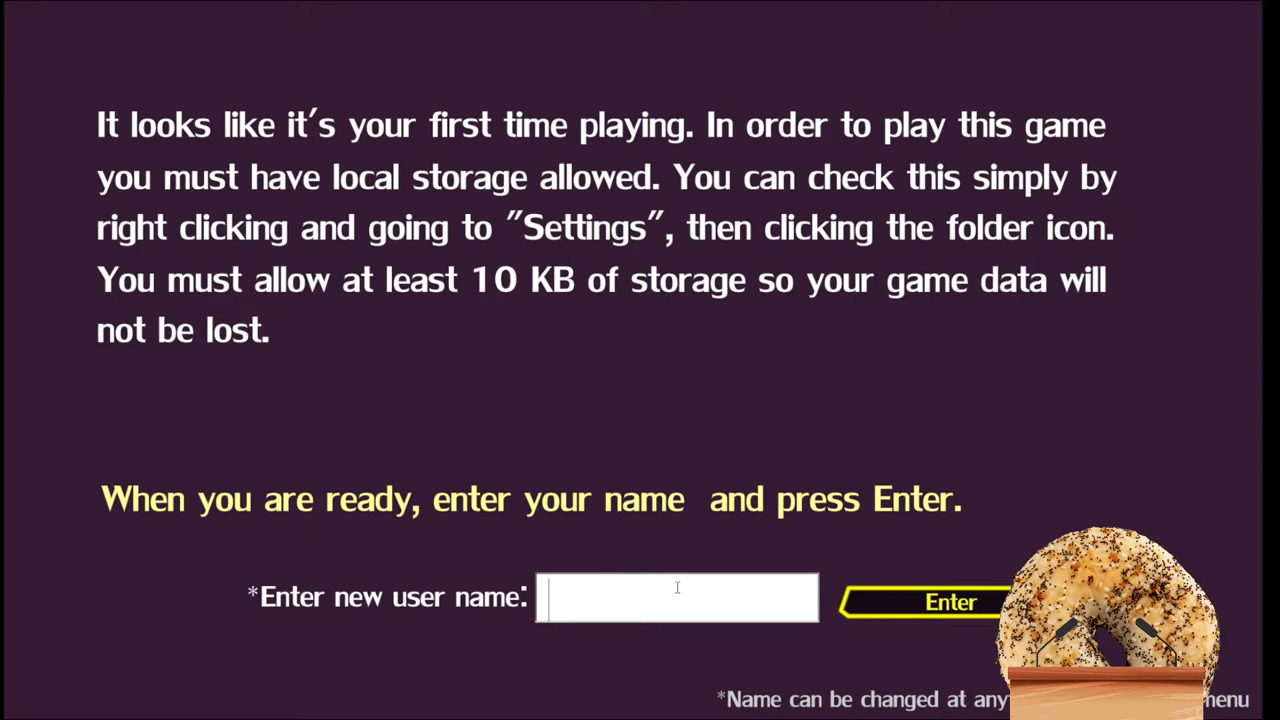 It looks like it's your first time playing. In order to play this game
you must have local storage allowed. You can check this simply by
right clicking and going to "Settings", then clicking the folder icon.
You must allow at least 10 KB of storage so your game data will
not be lost.
When you are ready, enter your name and press Enter.
*Enter new user name:
Enter
*Name can be changed at any menu